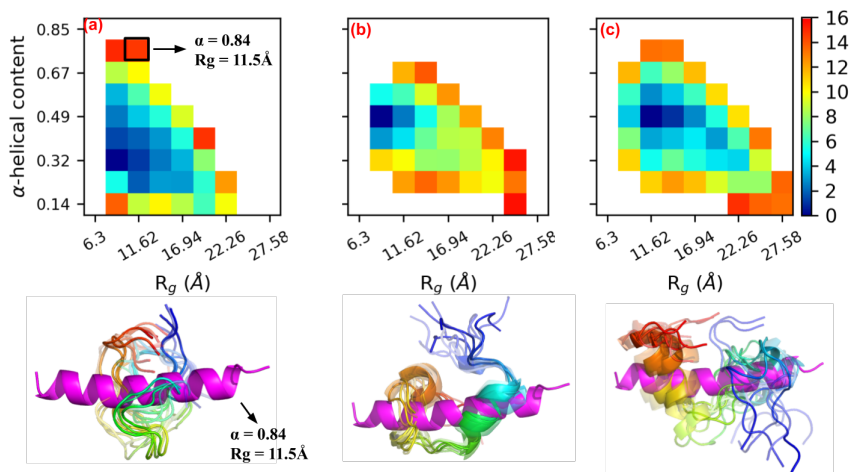 (a)
α = 0.84
Rg = 11.5Å
(b)
(c)
α-helical content
0.85
0.67
0.49
0.32
0.14
6.3
11.62
16.94
22.26
27.58
Rg (Å)
6.3
11.62
16.94
22.26
27.58
Rg (Å)
6.3
11.62
16.94
22.26
27.58
Rg (Å)
16
14
12
10
8
6
4
2
0
α = 0.84
Rg = 11.5Å